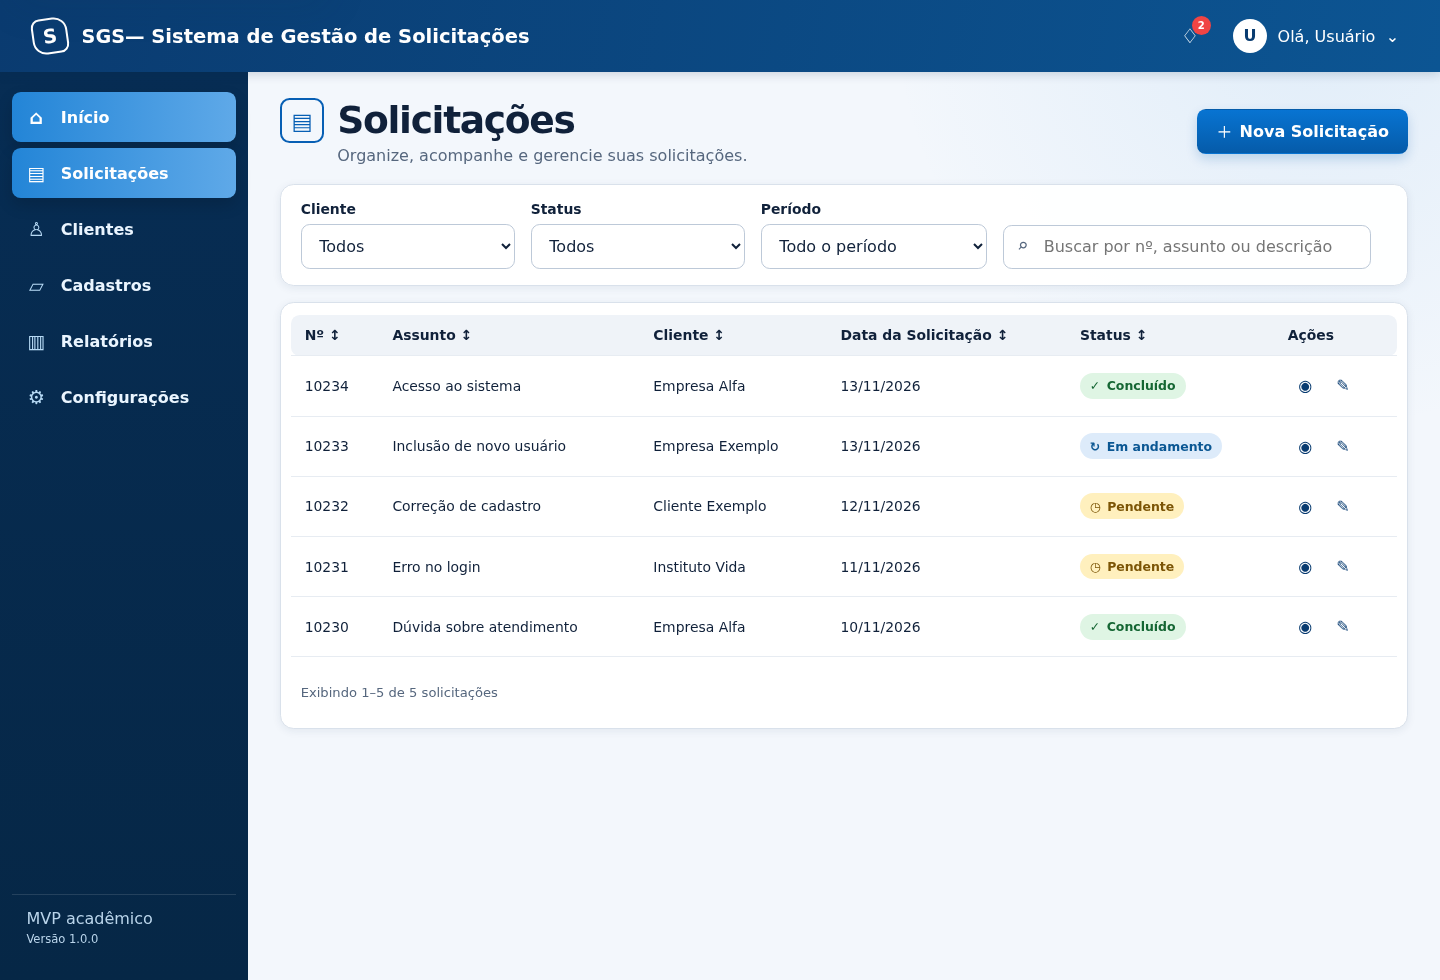 S SGS— Sistema de Gestão de Solicitações 2 U Olá, Usuário
Início
Solicitações
Clientes
Cadastros
Relatórios
Configurações
MVP acadêmico
Versão 1.0.0
Solicitações
Organize, acompanhe e gerencie suas solicitações.
+ Nova Solicitação
Cliente Status Período
Todos Todos Todo o período Buscar por nº, assunto ou descrição
Nº ↕ Assunto ↕ Cliente ↕ Data da Solicitação ↕ Status ↕ Ações
10234 Acesso ao sistema Empresa Alfa 13/11/2026 ✓ Concluído
10233 Inclusão de novo usuário Empresa Exemplo 13/11/2026 ↻ Em andamento
10232 Correção de cadastro Cliente Exemplo 12/11/2026 ◷ Pendente
10231 Erro no login Instituto Vida 11/11/2026 ◷ Pendente
10230 Dúvida sobre atendimento Empresa Alfa 10/11/2026 ✓ Concluído
Exibindo 1–5 de 5 solicitações